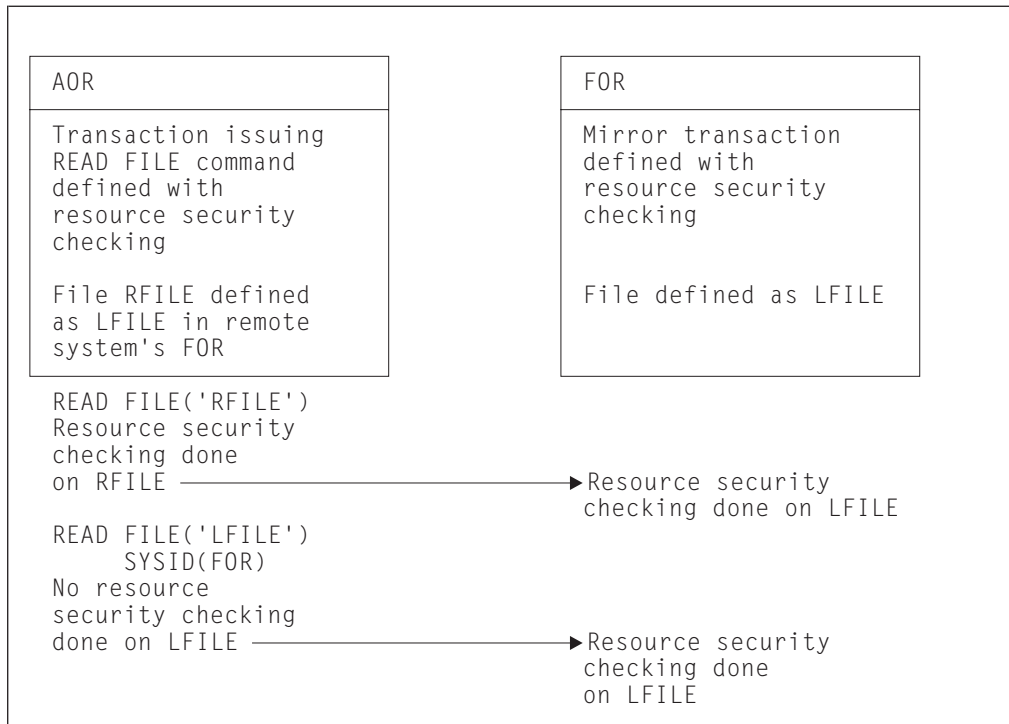 AOR
Transaction issuing
READ FILE command
defined with
resource security
checking
File RFILE defined
as LFILE in remote
system's FOR
FOR
Mirror transaction
defined with
resource security
checking
File defined as LFILE
READ FILE('RFILE')
Resource security
checking done
on RFILE
Resource security
checking done on LFILE
READ FILE('LFILE')
SYSID(FOR)
No resource
security checking
done on LFILE
Resource security
checking done
on LFILE